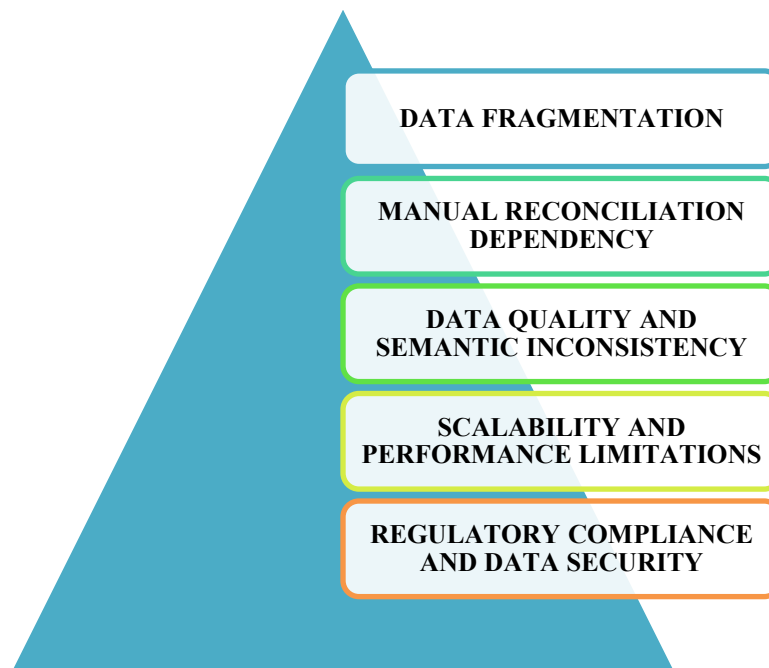 DATA FRAGMENTATION
MANUAL RECONCILIATION
DEPENDENCY
DATA QUALITY AND
SEMANTIC INCONSISTENCY
SCALABILITY AND
PERFORMANCE LIMITATIONS
REGULATORY COMPLIANCE
AND DATA SECURITY